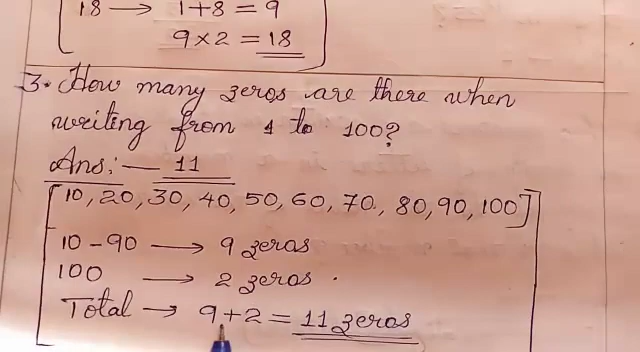 18 → 1+8 = 9
9×2 = 18
3. How many zeros are there when
writing from 1 to 100?
Ans:- 11
[10, 20, 30, 40, 50, 60, 70, 80, 90, 100]
10-90 → 9 zeros
100 → 2 zeros.
Total → 9+2 = 11 zeros